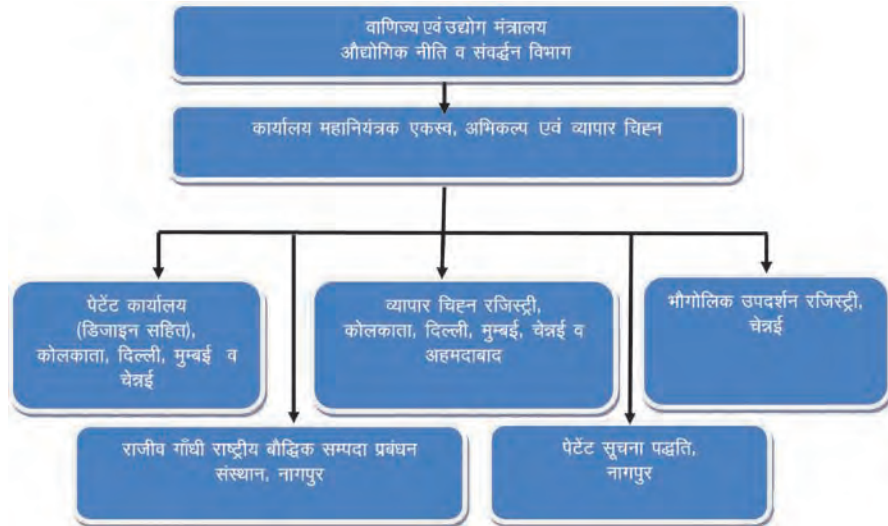 वाणिज्य एवं उद्योग मंत्रालय
औद्योगिक नीति व संवर्द्धन विभाग
कार्यालय महानियंत्रक एकस्व, अभिकल्प एवं व्यापार चिह्न
पेटेंट कार्यालय
(डिजाइन सहित),
कोलकाता, दिल्ली, मुम्बई व
चेन्नई
व्यापार चिह्न रजिस्ट्री,
कोलकाता, दिल्ली, मुम्बई, चेन्नई व
अहमदाबाद
भौगोलिक उपदर्शन रजिस्ट्री,
चेन्नई
राजीव गाँधी राष्ट्रीय बौद्धिक सम्पदा प्रबंधन
संस्थान, नागपुर
पेटेंट सूचना पद्धति,
नागपुर